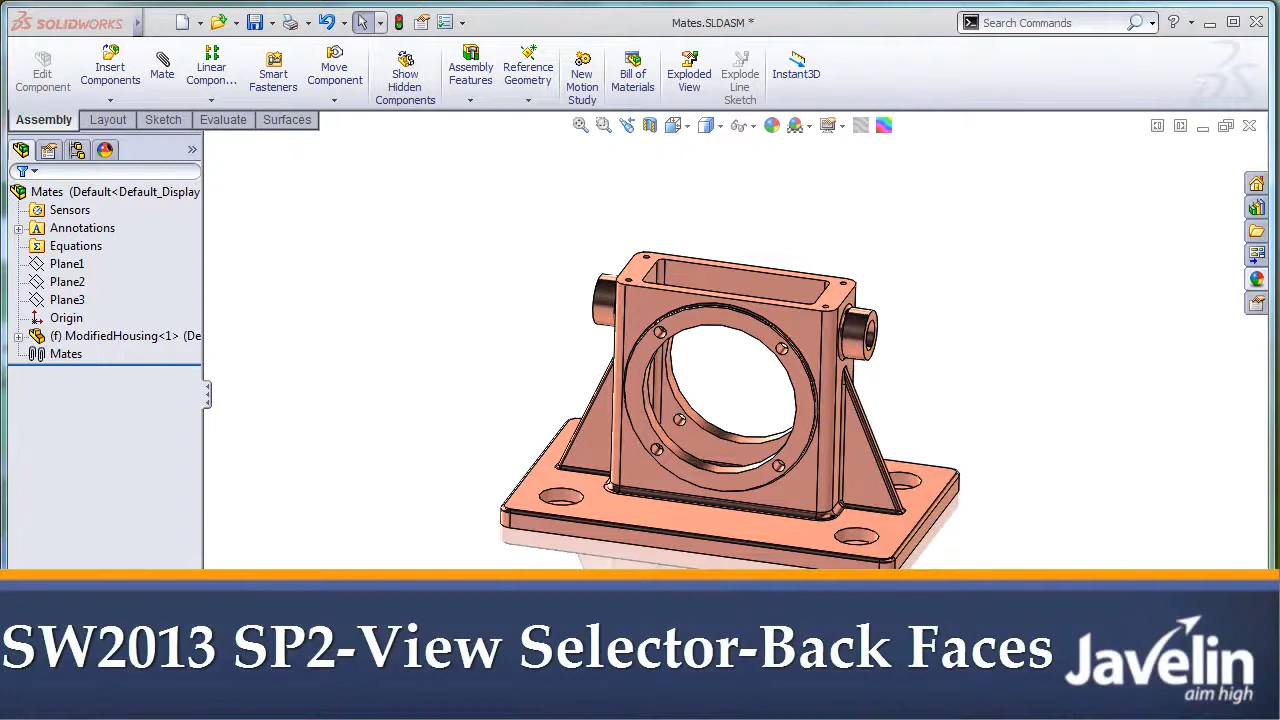 SOLIDWORKS
Mates.SLDASM *
Search Commands
Edit Component
Insert Components
Mate
Linear Compon...
Smart Fasteners
Move Component
Show Hidden Components
Assembly Features
Reference Geometry
New Motion Study
Bill of Materials
Exploded View
Explode Line Sketch
Instant3D
Assembly Layout Sketch Evaluate Surfaces
Mates (Default<Default_Display
Sensors
Annotations
Equations
Plane1
Plane2
Plane3
Origin
(f) ModifiedHousing<1> (De
Mates
SW2013 SP2-View Selector-Back Faces
Javelin
aim high